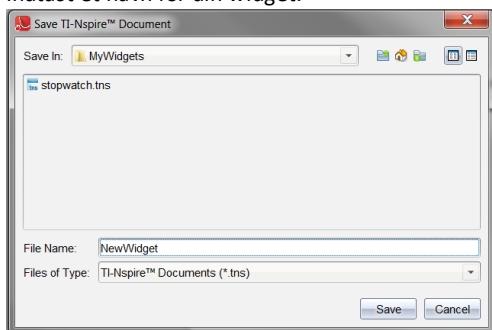 Save TI-Nspire™ Document
Save In: MyWidgets
stopwatch.tns
File Name: NewWidget
Files of Type: TI-Nspire™ Documents (*.tns)
Save Cancel